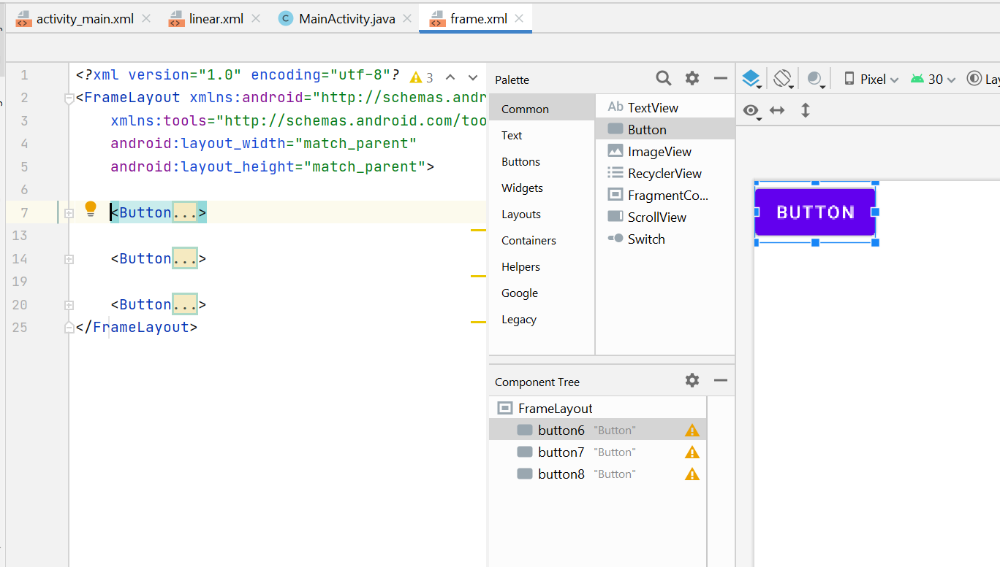 activity_main.xml linear.xml C MainActivity.java frame.xml
1 <?xml version="1.0" encoding="utf-8"? 3
2 <FrameLayout xmlns:android="http://schemas.andr
3 xmlns:tools="http://schemas.android.com/too
4 android:layout_width="match_parent"
5 android:layout_height="match_parent">
6
7 <Button...>
13
14 <Button...>
19
20 <Button...>
25 </FrameLayout>
Palette
Common
Text
Buttons
Widgets
Layouts
Containers
Helpers
Google
Legacy
Ab TextView
Button
ImageView
RecyclerView
FragmentCo...
ScrollView
Switch
Component Tree
FrameLayout
button6 "Button"
button7 "Button"
button8 "Button"
Pixel 30 Lay
BUTTON